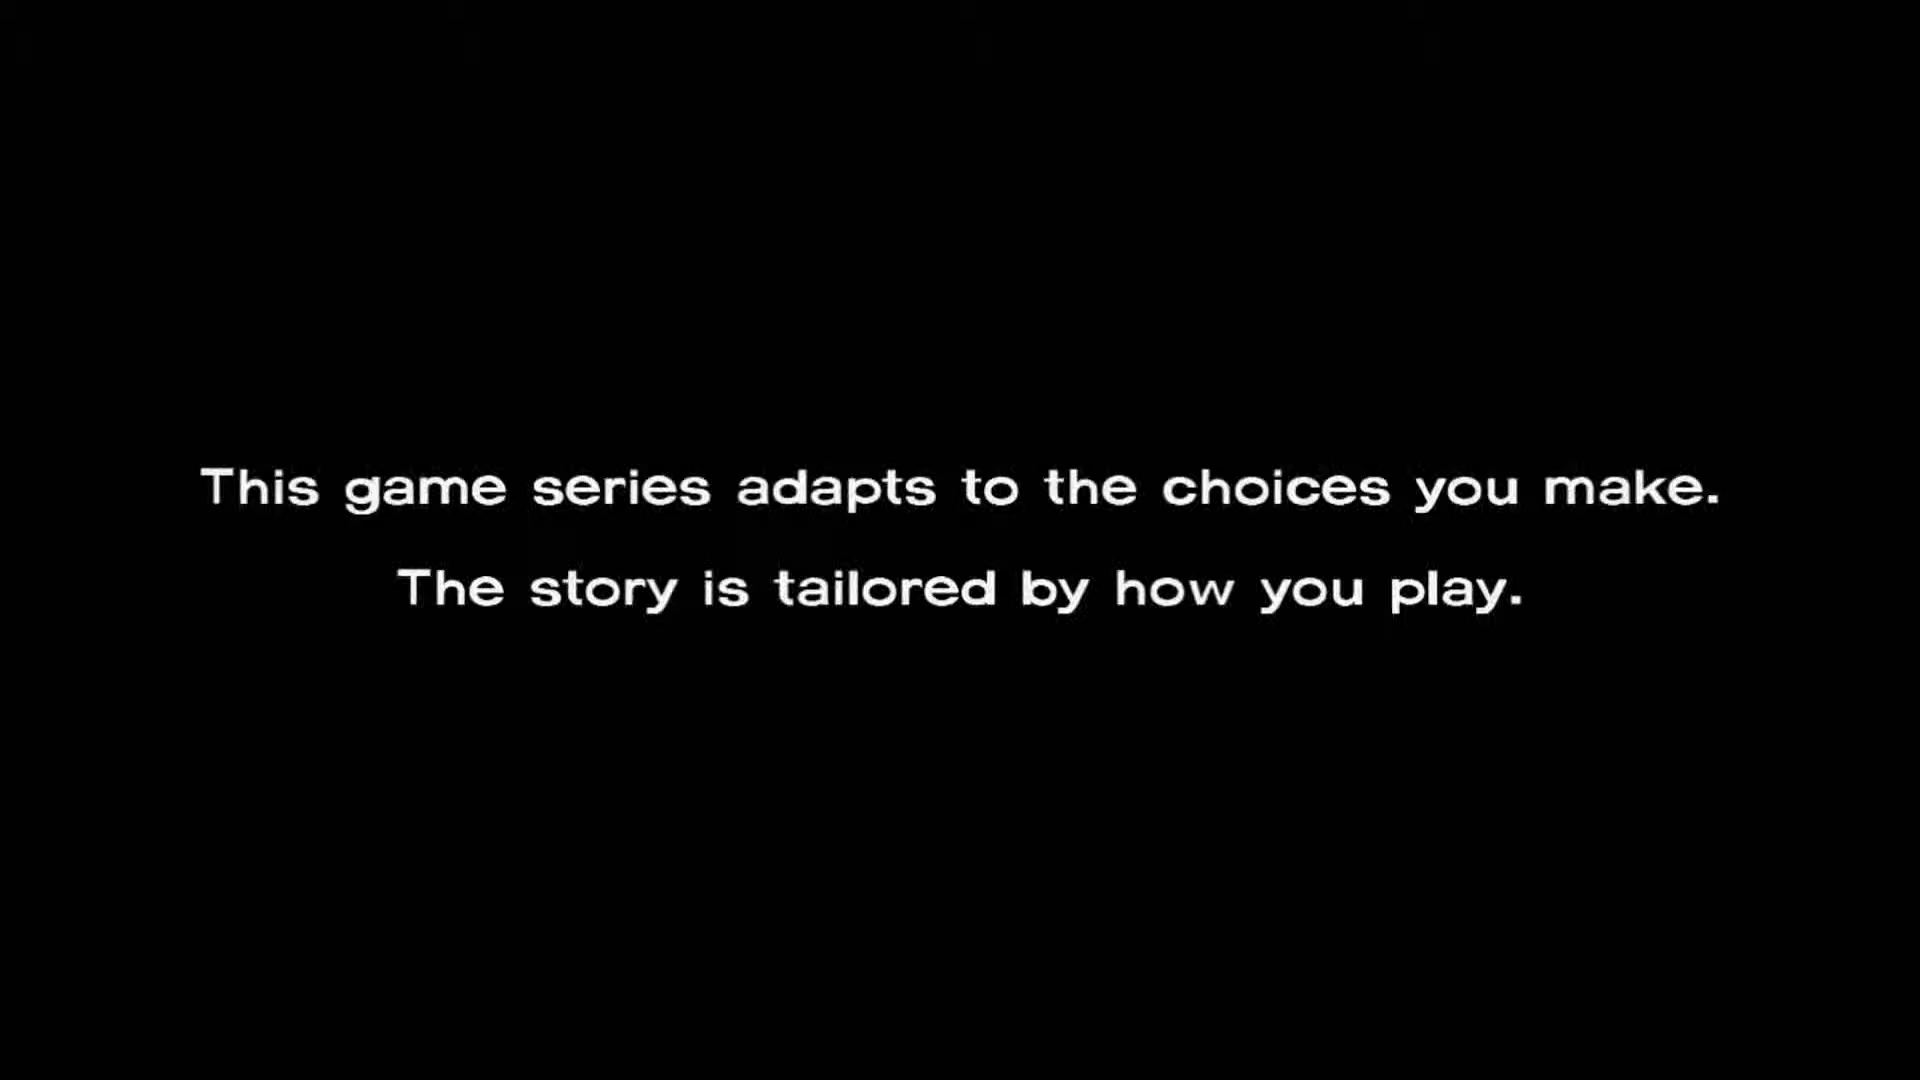 This game series adapts to the choices you make.
The story is tailored by how you play.